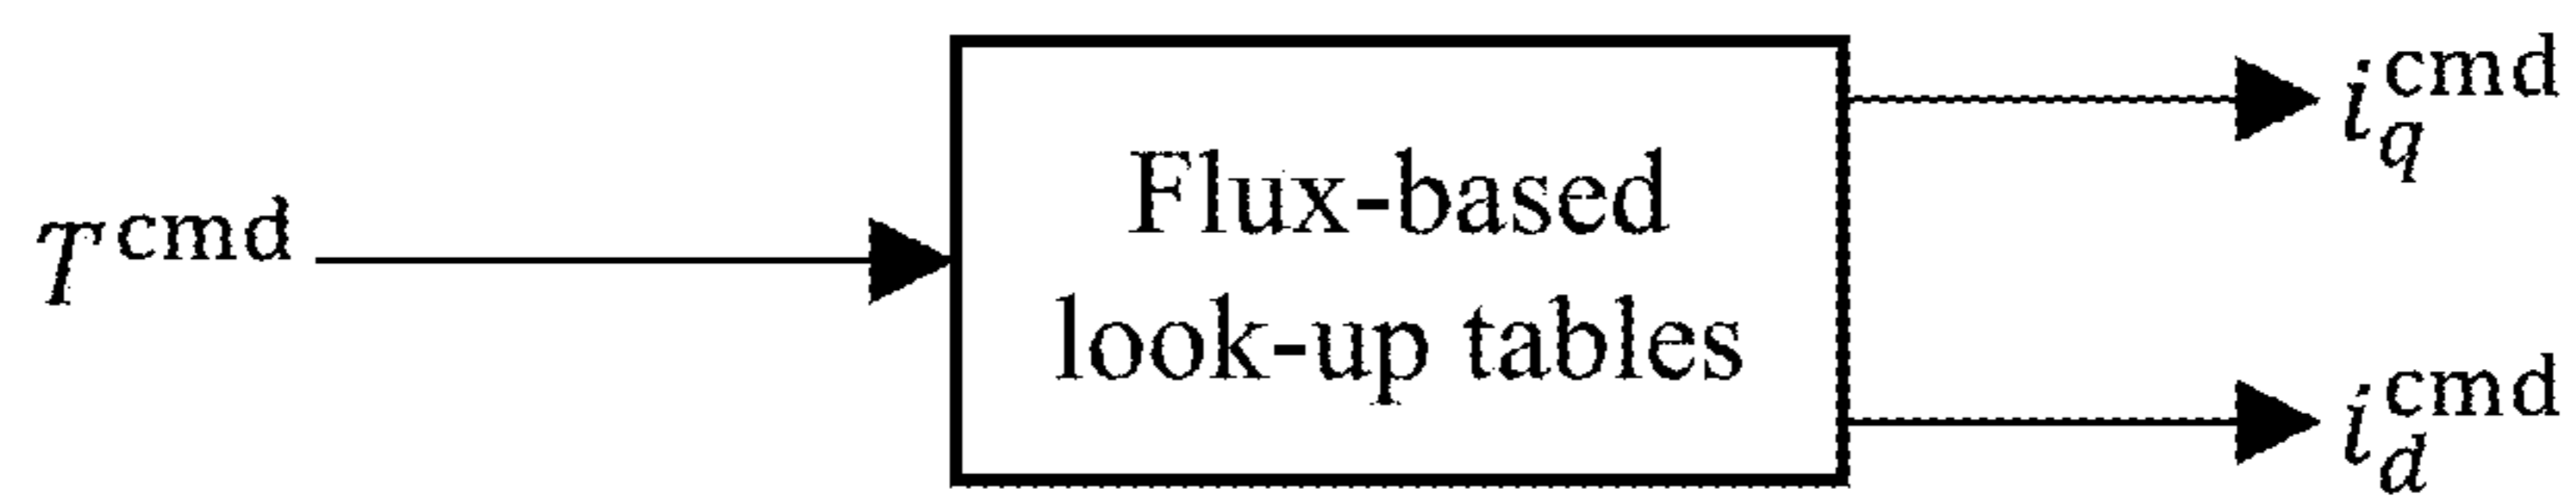 i_q^cmd
T^cmd
Flux-based
look-up tables
i_d^cmd